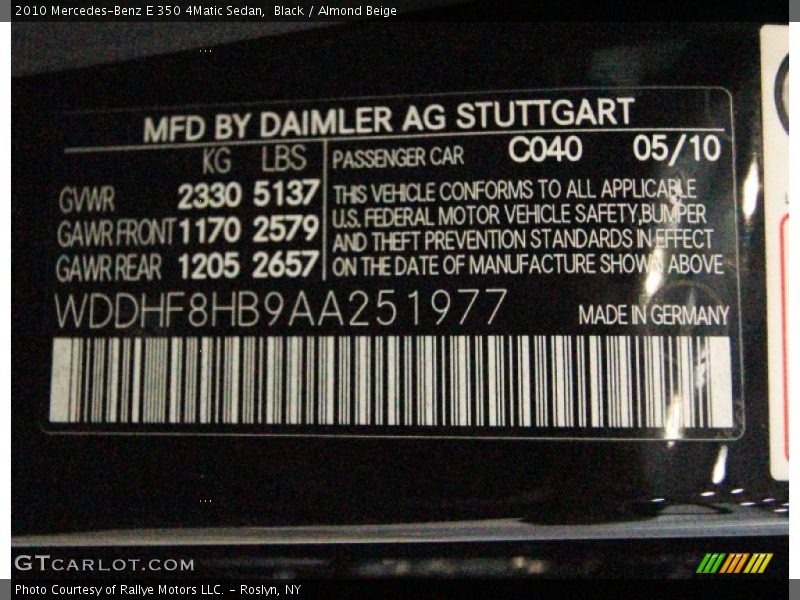 2010 Mercedes-Benz E 350 4Matic Sedan, Black / Almond Beige
MFD BY DAIMLER AG STUTTGART
KG LBS
GVWR 2330 5137
GAWR FRONT 1170 2579
GAWR REAR 1205 2657
PASSENGER CAR C040 05/10
THIS VEHICLE CONFORMS TO ALL APPLICABLE
U.S. FEDERAL MOTOR VEHICLE SAFETY,BUMPER
AND THEFT PREVENTION STANDARDS IN EFFECT
ON THE DATE OF MANUFACTURE SHOWN ABOVE
WDDHF8HB9AA251977
MADE IN GERMANY
GTCARLOT.COM
Photo Courtesy of Rallye Motors LLC. - Roslyn, NY